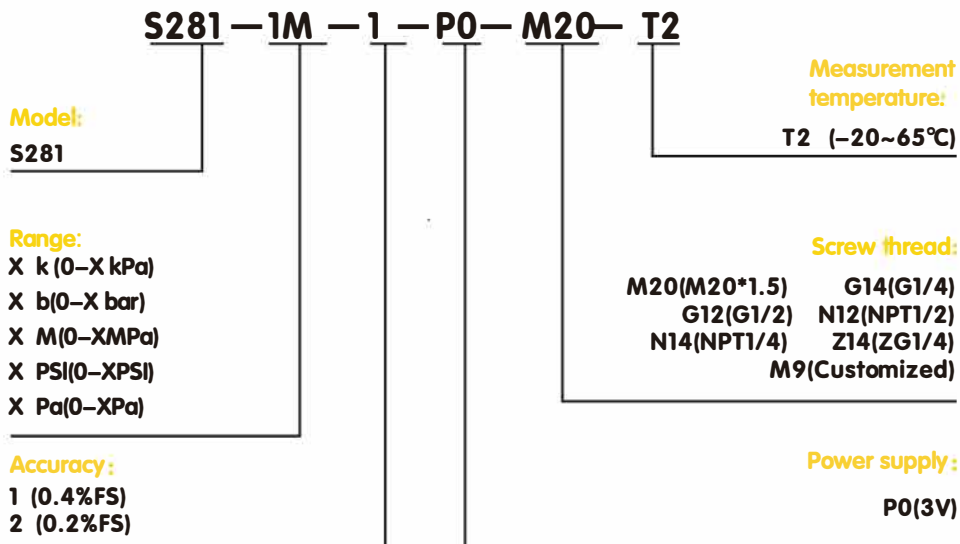 S281—1M—1—P0—M20—T2
Model:
S281
Range:
X k (0–X kPa)
X b(0–X bar)
X M(0–XMPa)
X PSI(0–XPSI)
X Pa(0–XPa)
Accuracy:
1 (0.4%FS)
2 (0.2%FS)
Measurement
temperature:
T2 (–20~65℃)
Screw thread:
M20(M20*1.5) G14(G1/4)
G12(G1/2) N12(NPT1/2)
N14(NPT1/4) Z14(ZG1/4)
M9(Customized)
Power supply:
P0(3V)